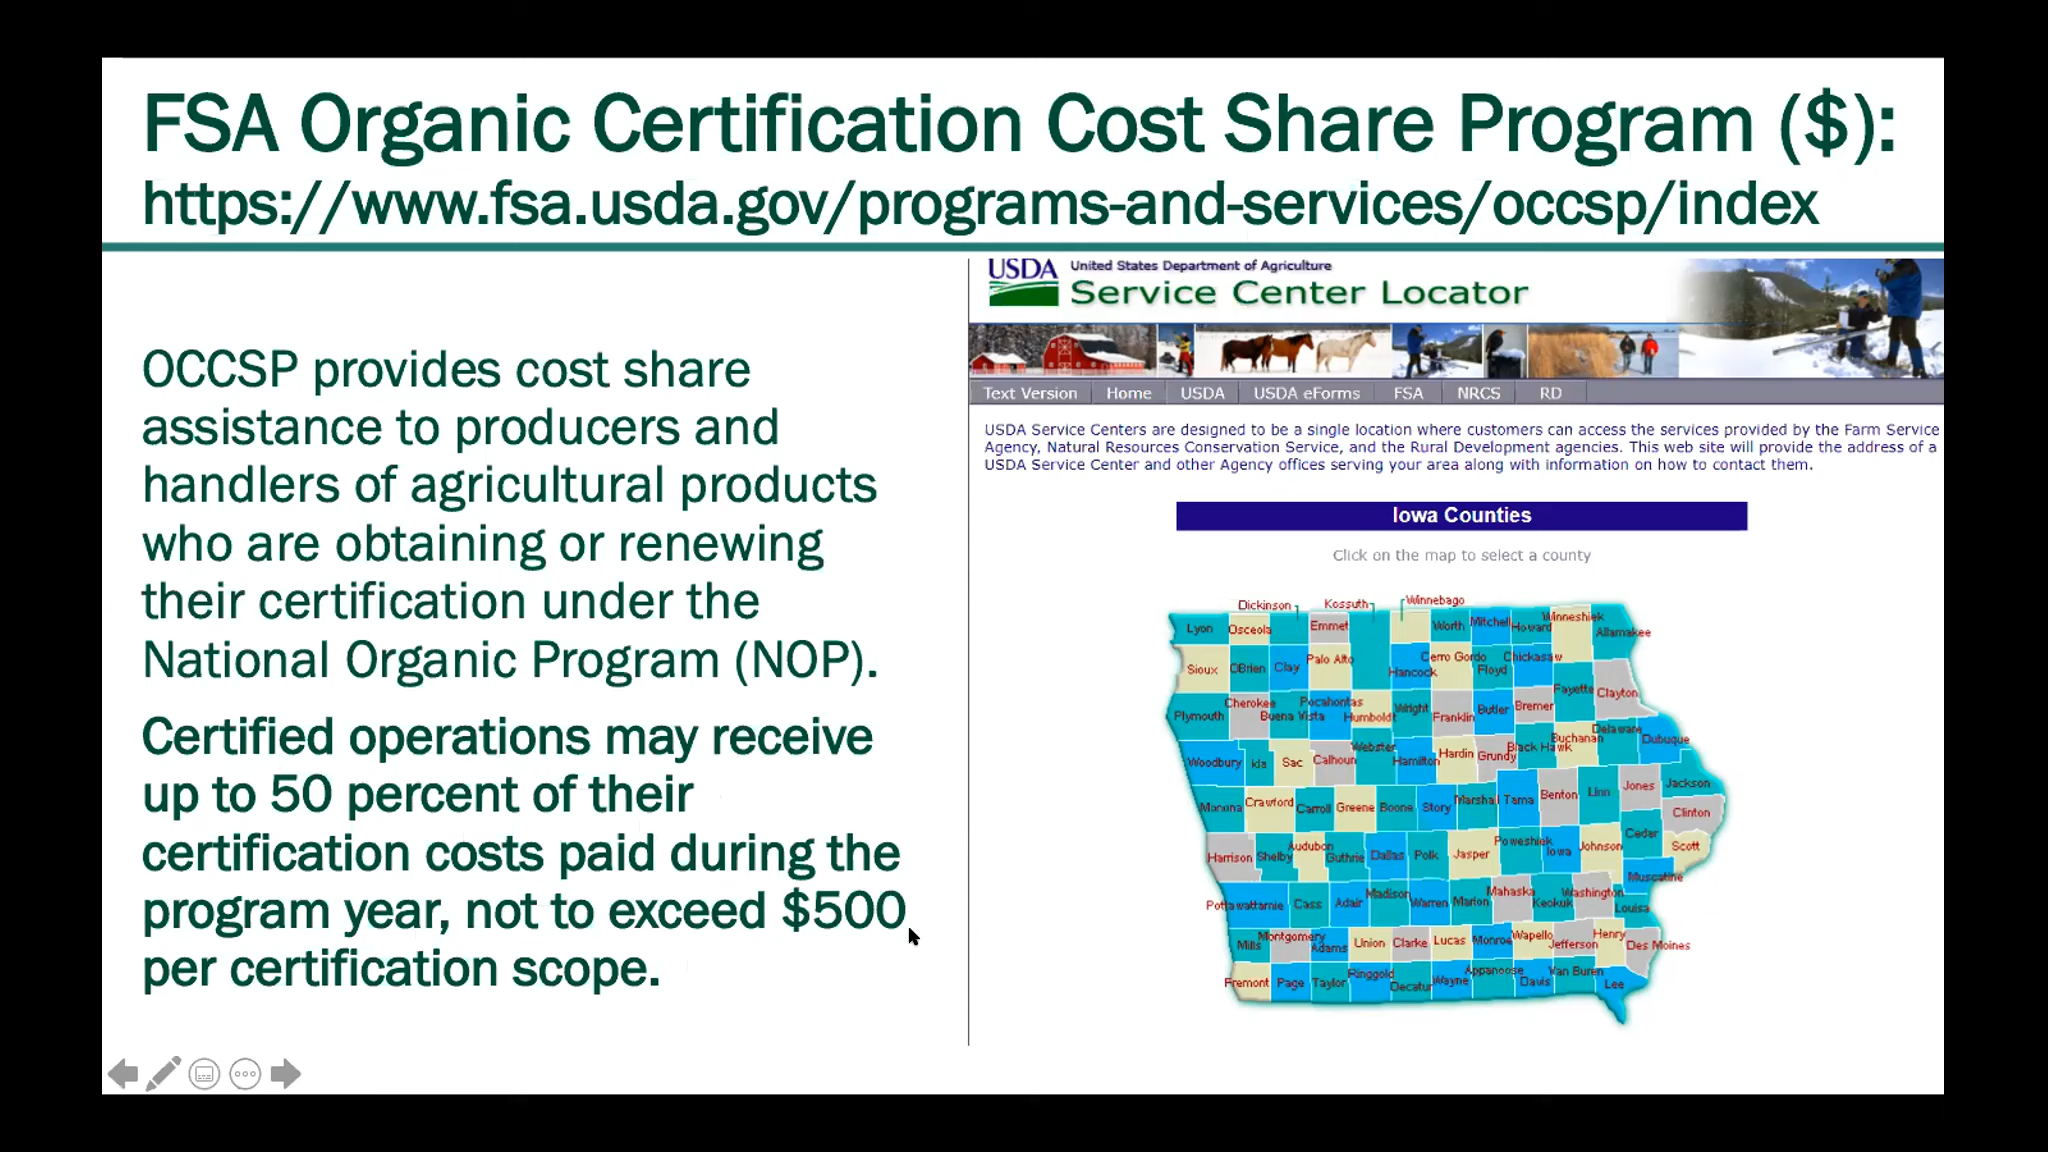 FSA Organic Certification Cost Share Program ($):
https://www.fsa.usda.gov/programs-and-services/occsp/index
OCCSP provides cost share
assistance to producers and
handlers of agricultural products
who are obtaining or renewing
their certification under the
National Organic Program (NOP).
Certified operations may receive
up to 50 percent of their
certification costs paid during the
program year, not to exceed $500
per certification scope.
USDA
United States Department of Agriculture
Service Center Locator
Text Version Home USDA USDA eForms FSA NRCS RD
USDA Service Centers are designed to be a single location where customers can access the services provided by the Farm Service
Agency, Natural Resources Conservation Service, and the Rural Development agencies. This web site will provide the address of a
USDA Service Center and other Agency offices serving your area along with information on how to contact them.
Iowa Counties
Click on the map to select a county
Dickinson Kossuth Winnebago
Lyon Osceola Emmet Worth Mitchell Howard Winneshiek Allamakee
Sioux OBrien Clay Palo Alto Hancock Cerro Gordo Floyd Chickasaw
Plymouth Cherokee Buena Vista Pocahontas Humboldt Wright Franklin Butler Bremer Fayette Clayton
Woodbury Ida Sac Calhoun Webster Hamilton Hardin Grundy Black Hawk Buchanan Delaware Dubuque
Monona Crawford Carroll Greene Boone Story Marshall Tama Benton Linn Jones Jackson
Clinton
Harrison Shelby Audubon Guthrie Dallas Polk Jasper Poweshiek Iowa Johnson Cedar Scott
Muscatine
Pottawattamie Cass Adair Madison Warren Marion Mahaska Keokuk Washington Louisa
Mills Montgomery Adams Union Clarke Lucas Monroe Wapello Jefferson Henry Des Moines
Fremont Page Taylor Ringgold Decatur Wayne Appanoose Davis Van Buren Lee